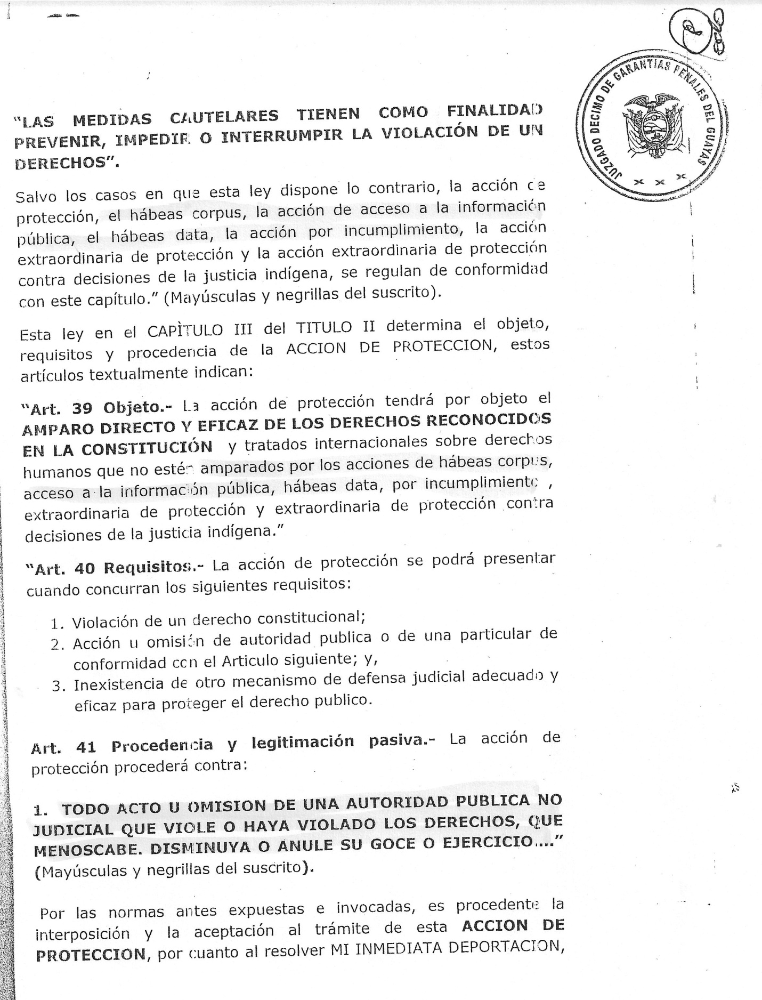 JUZGADO DECIMO DE GARANTIAS PENALES DEL GUAYAS
"LAS MEDIDAS CAUTELARES TIENEN COMO FINALIDAD
PREVENIR, IMPEDIR O INTERRUMPIR LA VIOLACIÓN DE UN
DERECHOS".
Salvo los casos en que esta ley dispone lo contrario, la acción de
protección, el hábeas corpus, la acción de acceso a la información
pública, el hábeas data, la acción por incumplimiento, la acción
extraordinaria de protección y la acción extraordinaria de protección
contra decisiones de la justicia indígena, se regulan de conformidad
con este capítulo." (Mayúsculas y negrillas del suscrito).
Esta ley en el CAPÌTULO III del TITULO II determina el objeto,
requisitos y procedencia de la ACCION DE PROTECCION, estos
artículos textualmente indican:
"Art. 39 Objeto.- La acción de protección tendrá por objeto el
AMPARO DIRECTO Y EFICAZ DE LOS DERECHOS RECONOCIDOS
EN LA CONSTITUCIÓN y tratados internacionales sobre derechos
humanos que no estén amparados por los acciones de hábeas corpus,
acceso a la información pública, hábeas data, por incumplimiento ,
extraordinaria de protección y extraordinaria de protección contra
decisiones de la justicia indígena."
"Art. 40 Requisitos.- La acción de protección se podrá presentar
cuando concurran los siguientes requisitos:
1. Violación de un derecho constitucional;
2. Acción u omisión de autoridad publica o de una particular de
conformidad con el Articulo siguiente; y,
3. Inexistencia de otro mecanismo de defensa judicial adecuado y
eficaz para proteger el derecho publico.
Art. 41 Procedencia y legitimación pasiva.- La acción de
protección procederá contra:
1. TODO ACTO U OMISION DE UNA AUTORIDAD PUBLICA NO
JUDICIAL QUE VIOLE O HAYA VIOLADO LOS DERECHOS, QUE
MENOSCABE. DISMINUYA O ANULE SU GOCE O EJERCICIO...."
(Mayúsculas y negrillas del suscrito).
Por las normas antes expuestas e invocadas, es procedente la
interposición y la aceptación al trámite de esta ACCION DE
PROTECCION, por cuanto al resolver MI INMEDIATA DEPORTACION,